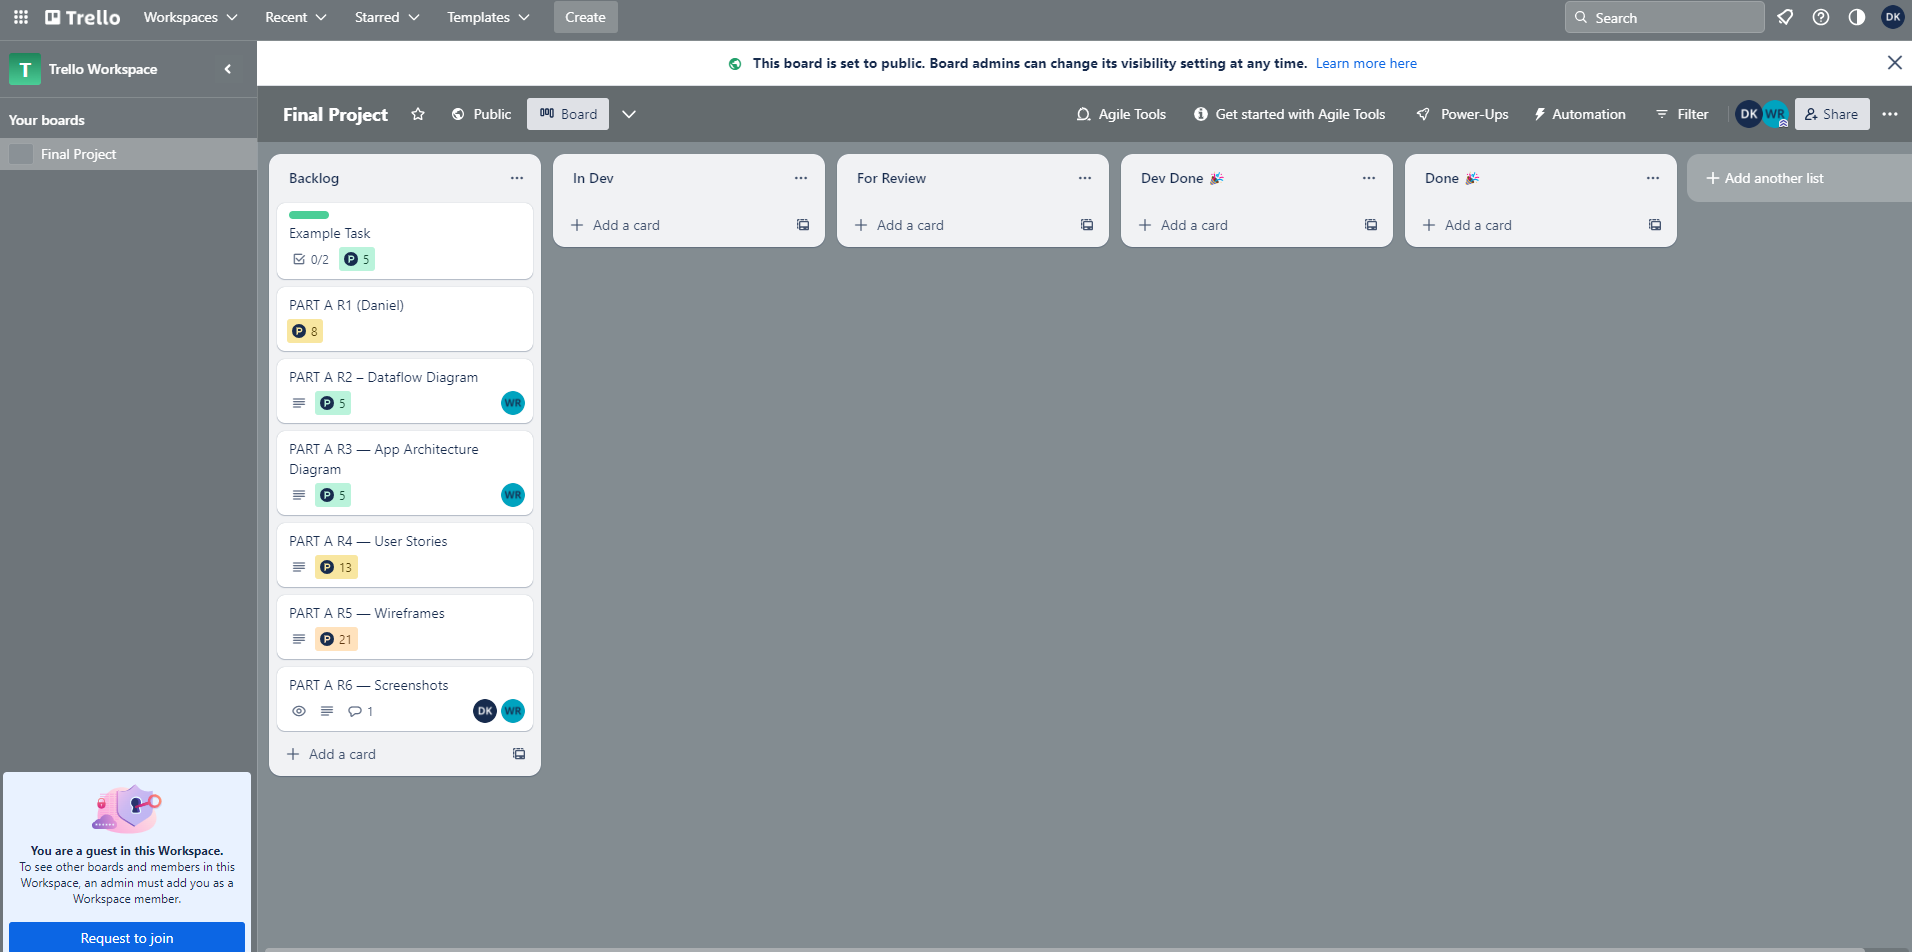 Trello
Workspaces
Recent
Starred
Templates
Create
Search
DK
T
Trello Workspace
This board is set to public. Board admins can change its visibility setting at any time. Learn more here
Your boards
Final Project
Final Project
Public
Board
Agile Tools
Get started with Agile Tools
Power-Ups
Automation
Filter
DK
WR
Share
Backlog
Example Task
0/2
P 5
PART A R1 (Daniel)
P 8
PART A R2 – Dataflow Diagram
P 5
WR
PART A R3 — App Architecture
Diagram
P 5
WR
PART A R4 — User Stories
P 13
PART A R5 — Wireframes
P 21
PART A R6 — Screenshots
1
DK
WR
Add a card
In Dev
Add a card
For Review
Add a card
Dev Done 🎉
Add a card
Done 🎉
Add a card
Add another list
You are a guest in this Workspace.
To see other boards and members in this
Workspace, an admin must add you as a
Workspace member.
Request to join